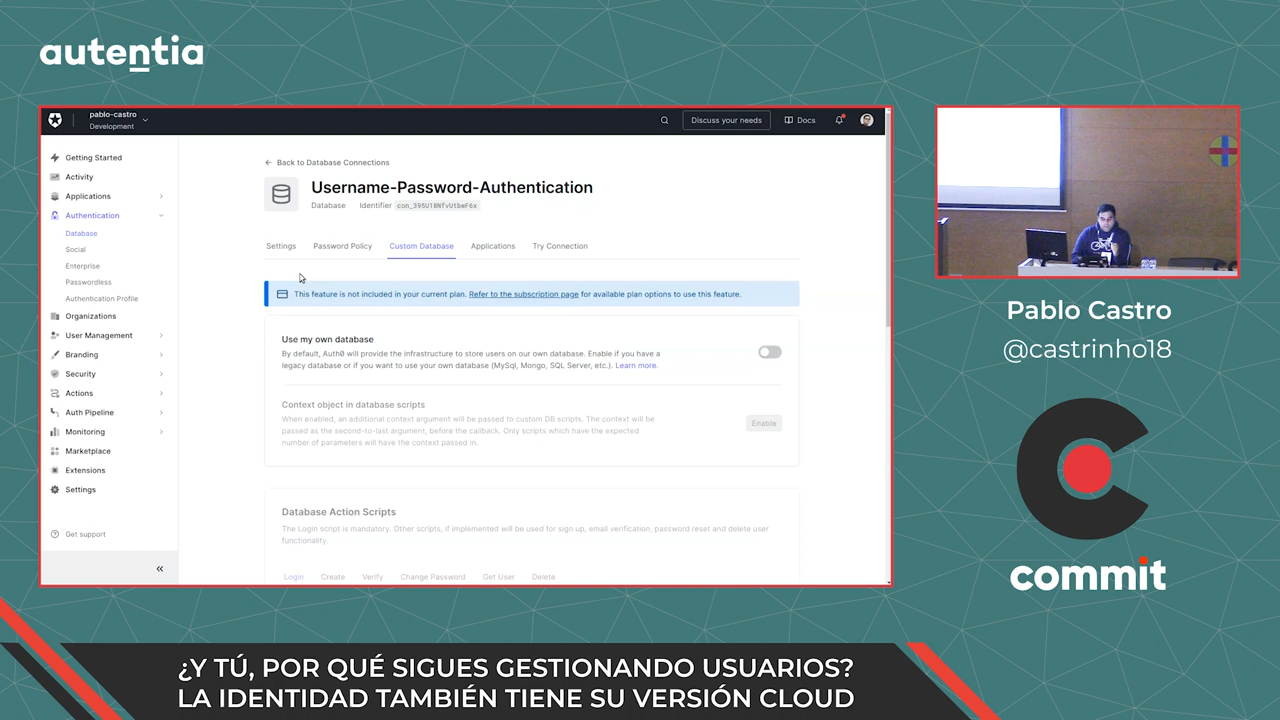 autentia
pablo-castro
Development
Discuss your needs
Docs
Getting Started
Activity
Applications
Authentication
Database
Social
Enterprise
Passwordless
Authentication Profile
Organizations
User Management
Branding
Security
Actions
Auth Pipeline
Monitoring
Marketplace
Extensions
Settings
Get support
Back to Database Connections
Username-Password-Authentication
Database Identifier con_395U18NfvUtbmF6x
Settings Password Policy Custom Database Applications Try Connection
This feature is not included in your current plan. Refer to the subscription page for available plan options to use this feature.
Use my own database
By default, Auth0 will provide the infrastructure to store users on our own database. Enable if you have a
legacy database or if you want to use your own database (MySql, Mongo, SQL Server, etc.). Learn more.
Context object in database scripts
When enabled, an additional context argument will be passed to custom DB scripts. The context will be
passed as the second-to-last argument, before the callback. Only scripts which have the expected
number of parameters will have the context passed in.
Enable
Database Action Scripts
The Login script is mandatory. Other scripts, if implemented will be used for sign up, email verification, password reset and delete user
functionality.
Login Create Verify Change Password Get User Delete
Pablo Castro
@castrinho18
commit
¿Y TÚ, POR QUÉ SIGUES GESTIONANDO USUARIOS?
LA IDENTIDAD TAMBIÉN TIENE SU VERSIÓN CLOUD